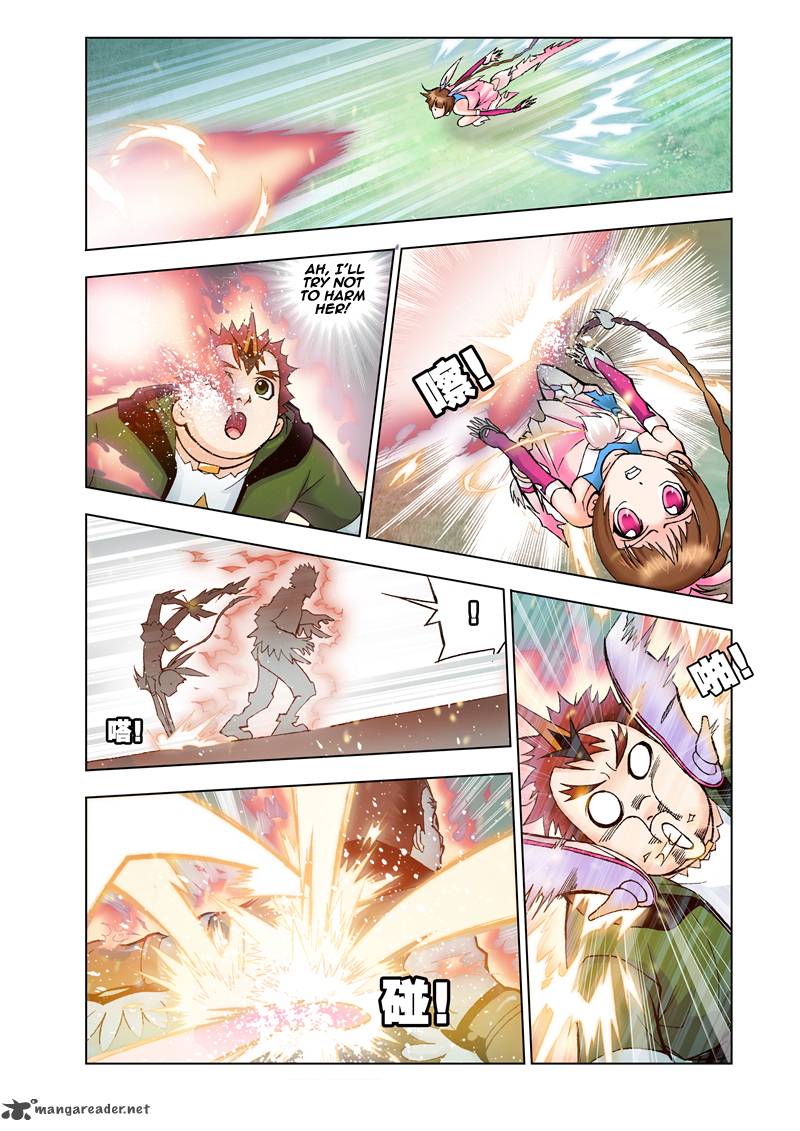 AH, I'LL
TRY NOT
TO HARM
HER!
嚓!
!
嗒!
啪!
碰!
mangareader.net